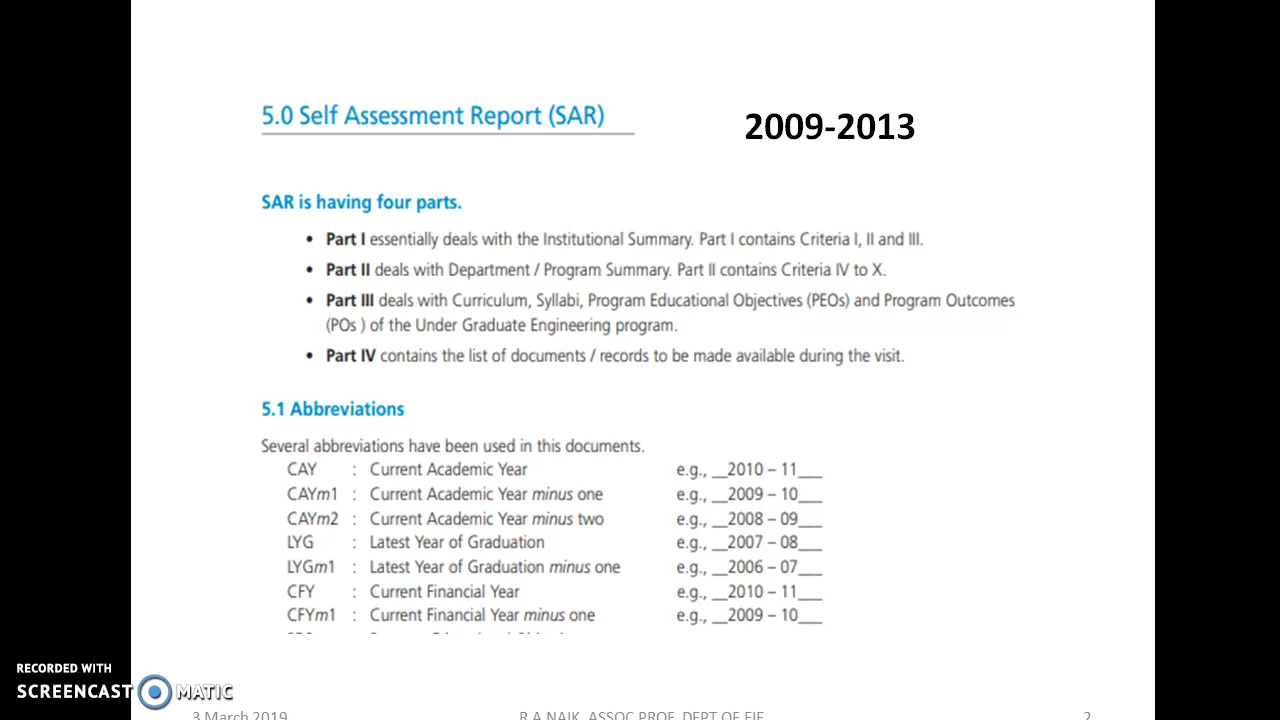 5.0 Self Assessment Report (SAR)
2009-2013
SAR is having four parts.
• Part I essentially deals with the Institutional Summary. Part I contains Criteria I, II and III.
• Part II deals with Department / Program Summary. Part II contains Criteria IV to X.
• Part III deals with Curriculum, Syllabi, Program Educational Objectives (PEOs) and Program Outcomes
(POs ) of the Under Graduate Engineering program.
• Part IV contains the list of documents / records to be made available during the visit.
5.1 Abbreviations
Several abbreviations have been used in this documents.
CAY : Current Academic Year e.g., __2010 – 11___
CAYm1 : Current Academic Year minus one e.g., __2009 – 10___
CAYm2 : Current Academic Year minus two e.g., __2008 – 09___
LYG : Latest Year of Graduation e.g., __2007 – 08___
LYGm1 : Latest Year of Graduation minus one e.g., __2006 – 07___
CFY : Current Financial Year e.g., __2010 – 11___
CFYm1 : Current Financial Year minus one e.g., __2009 – 10___
RECORDED WITH
SCREENCAST MATIC
3 March 2019 R A NAIK, ASSOC PROF, DEPT OF EIE 2